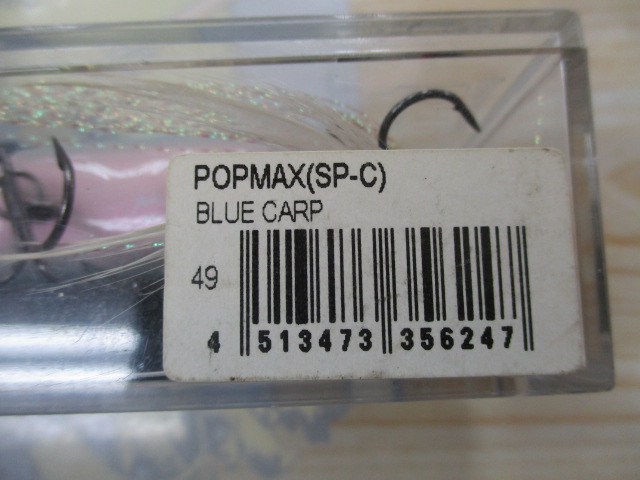 POPMAX(SP-C)
BLUE CARP
49
4 513473 356247